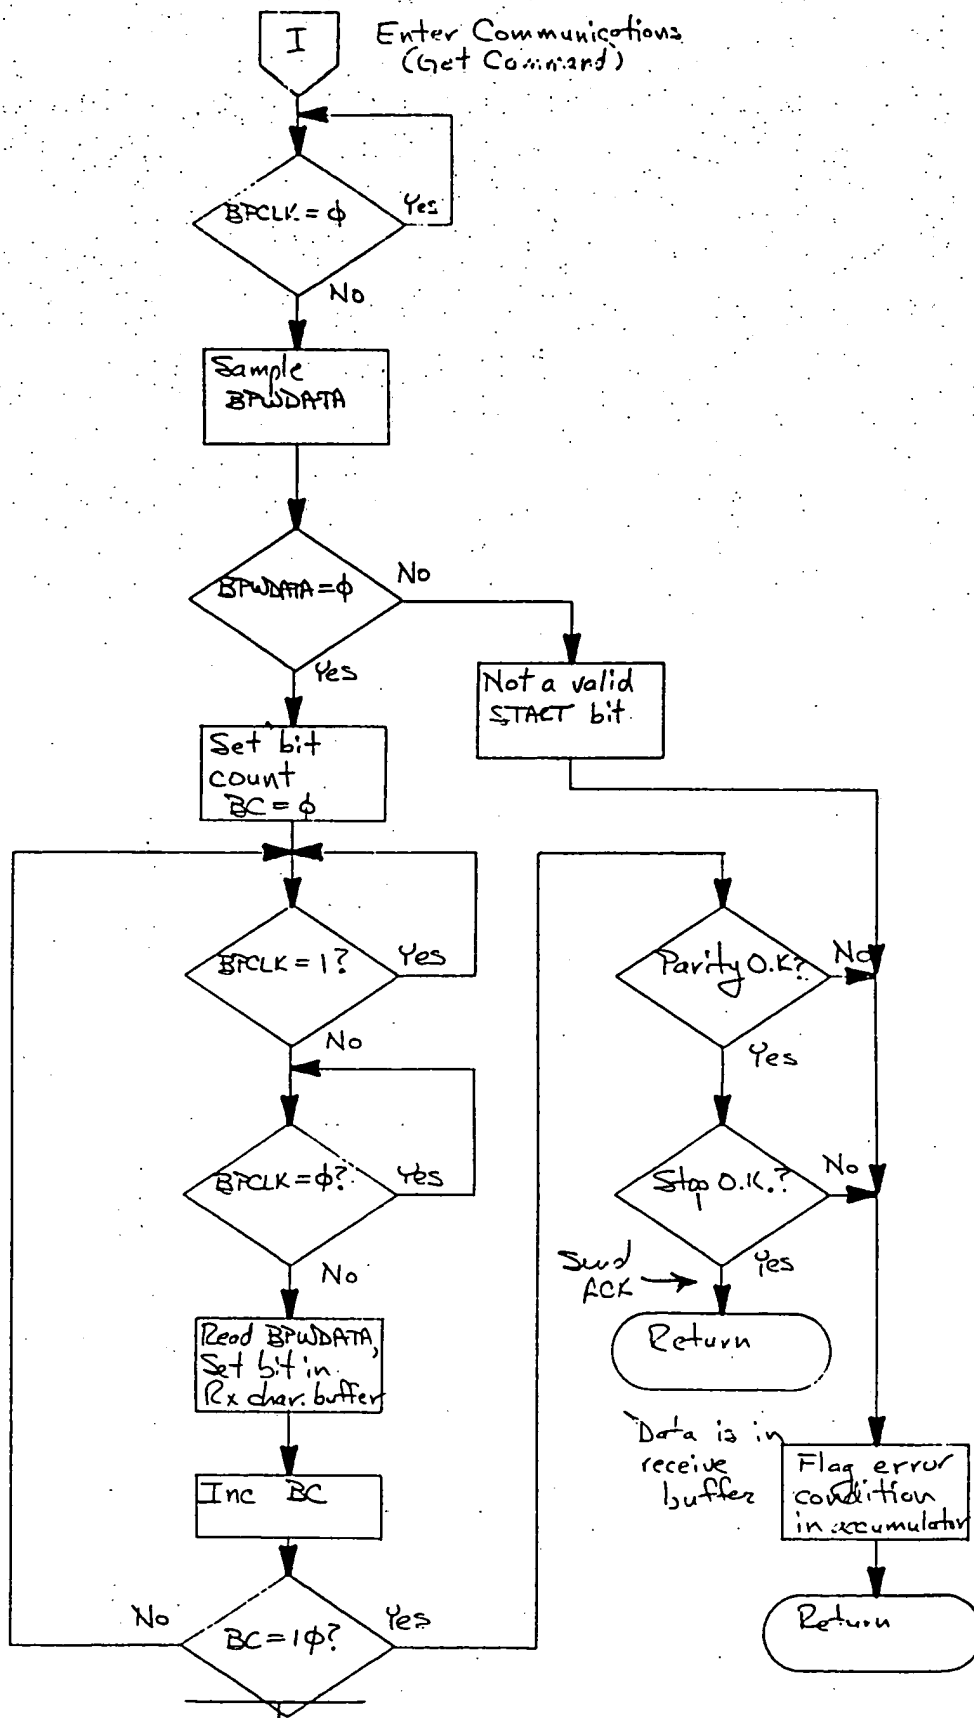 I
Enter Communications
(Get Command)
BPCLK = ϕ
Yes
No
Sample
BPWDATA
BPWDATA = ϕ
No
Yes
Not a valid
START bit
Set bit
count
BC = ϕ
BPCLK = 1?
Yes
No
BPCLK = ϕ?
Yes
No
Read BPWDATA,
Set bit in
Rx char. buffer
Inc BC
BC = 1ϕ?
No
Yes
Parity O.K?
No
Yes
Stop O.K.?
No
Yes
Send
ACK
Return
Data is in
receive
buffer
Flag error
condition
in accumulator
Return